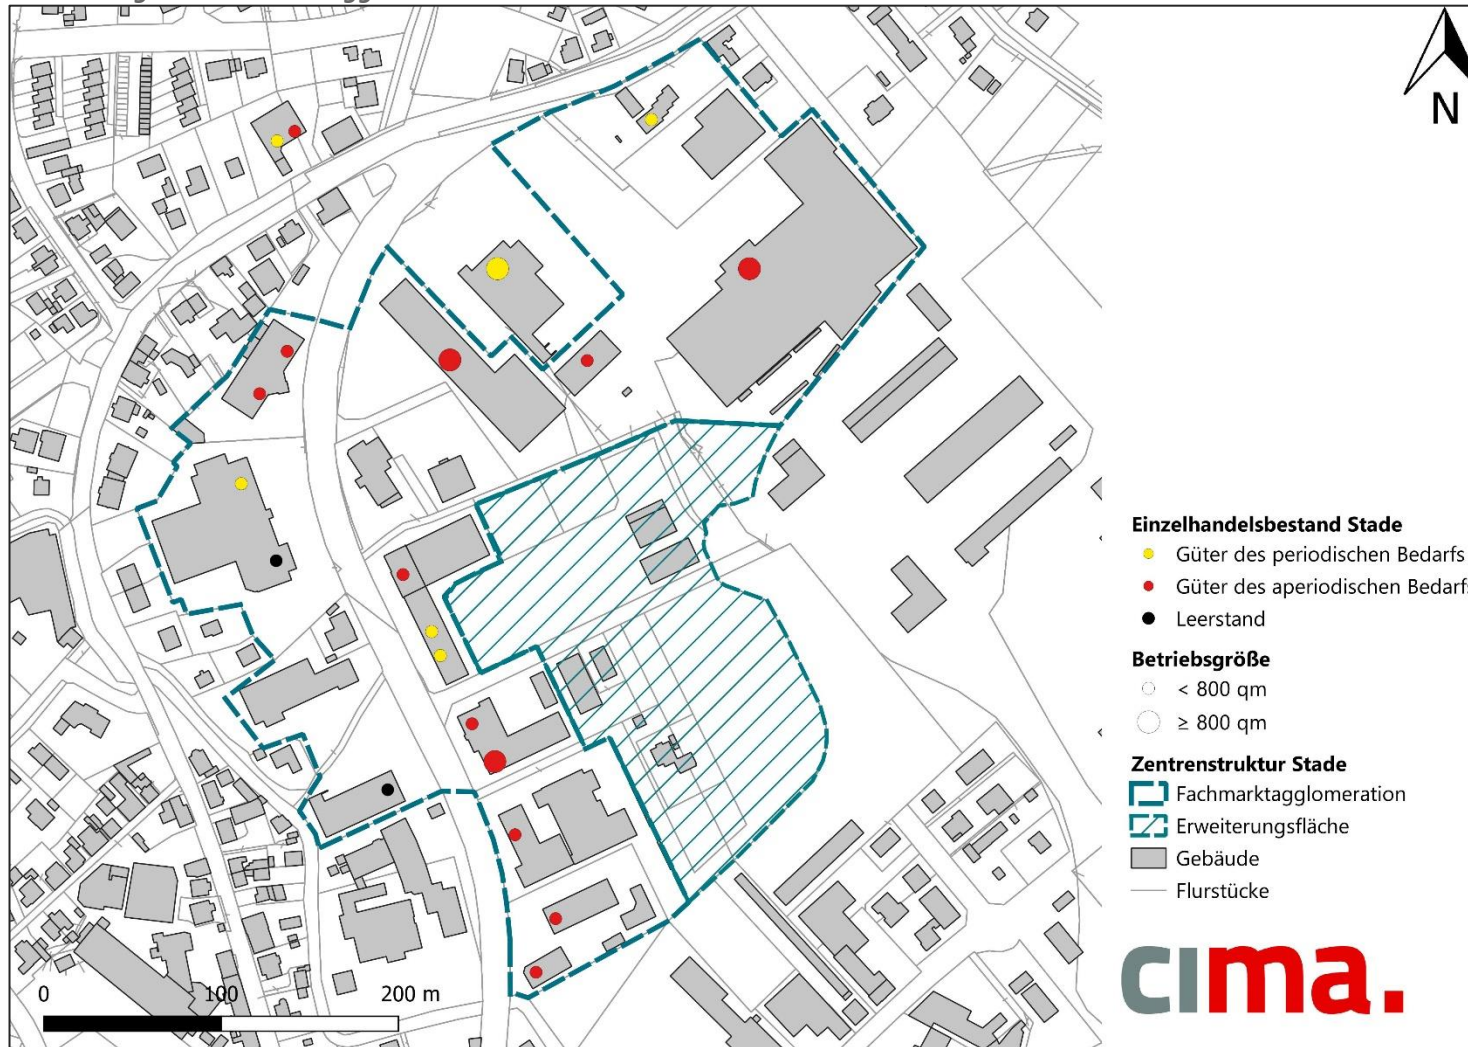 N
Einzelhandelsbestand Stade
Güter des periodischen Bedarfs
Güter des aperiodischen Bedarfs
Leerstand
Betriebsgröße
< 800 qm
≥ 800 qm
Zentrenstruktur Stade
Fachmarktagglomeration
Erweiterungsfläche
Gebäude
Flurstücke
0 100 200 m
cima.